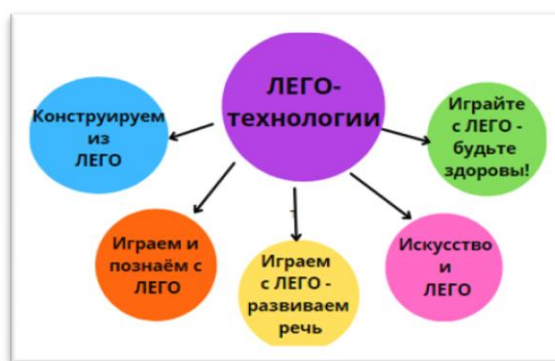 ЛЕГО-
технологии
Конструируем
из
ЛЕГО
Играйте
с ЛЕГО -
будьте
здоровы!
Играем и
познаём с
ЛЕГО
Играем
с ЛЕГО -
развиваем
речь
Искусство
и
ЛЕГО